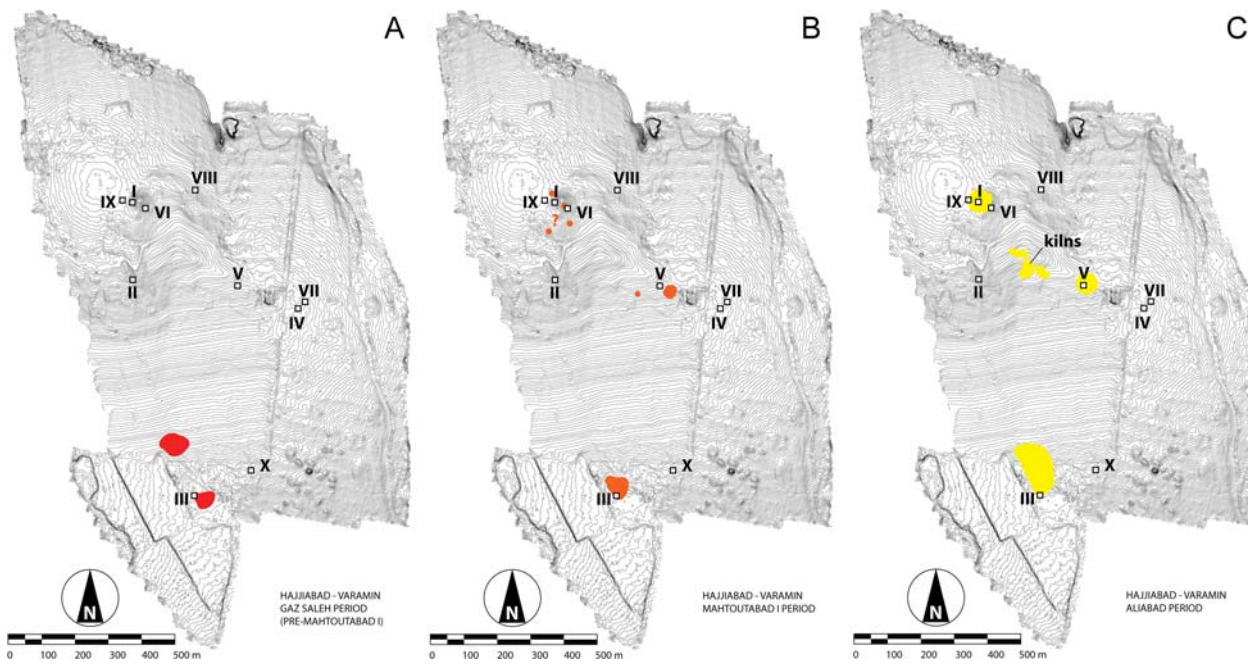 A
VIII
I
IX
VI
V
II
VII
IV
X
III
N
HAJJIABAD - VARAMIN
GAZ SALEH PERIOD
(PRE-MAHTOUTABAD I)
0 100 200 300 400 500 m
B
VIII
I
IX
VI
?
V
II
VII
IV
X
III
N
HAJJIABAD - VARAMIN
MAHTOUTABAD I PERIOD
0 100 200 300 400 500 m
C
VIII
I
IX
VI
kilns
V
II
VII
IV
X
III
N
HAJJIABAD - VARAMIN
ALIABAD PERIOD
0 100 200 300 400 500 m